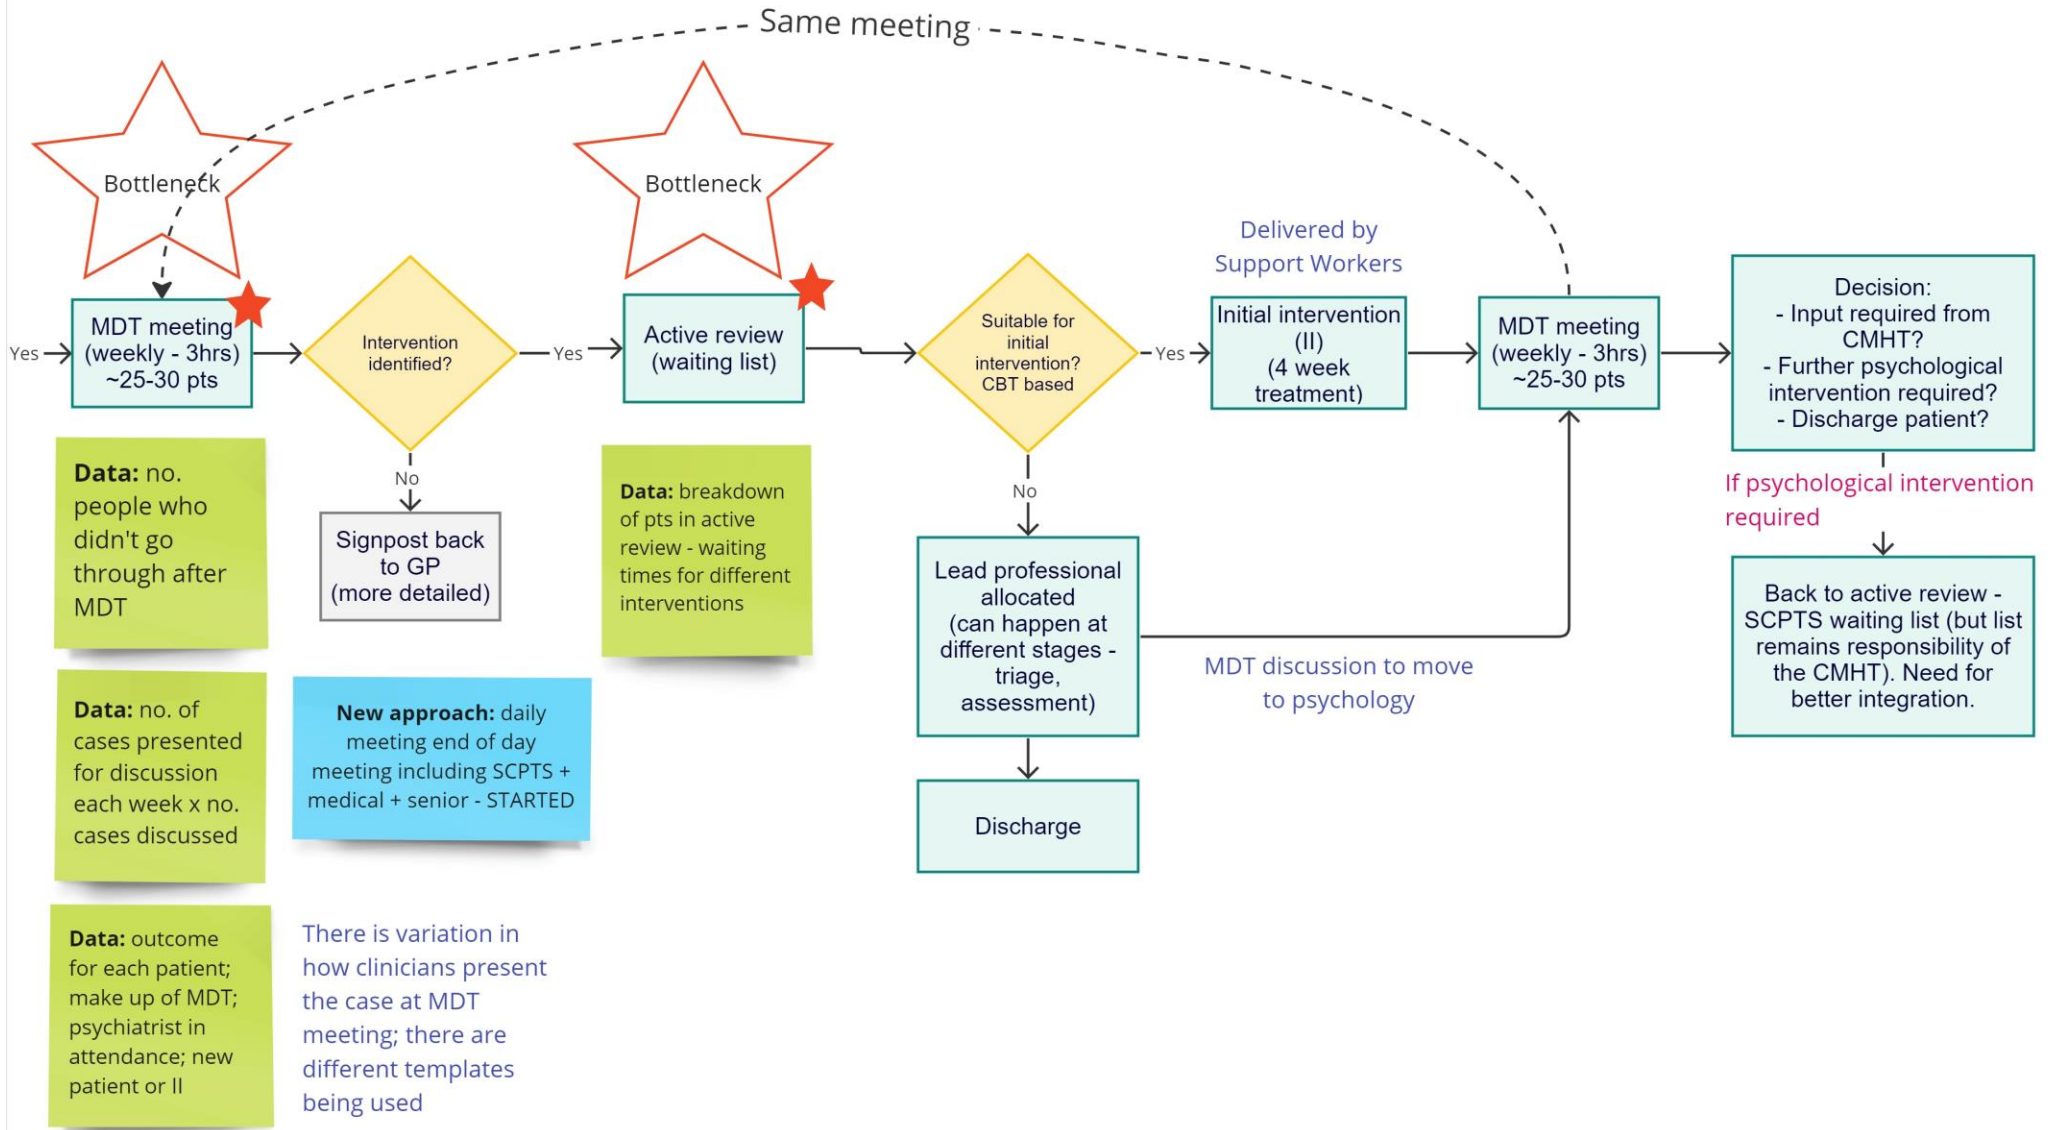 Same meeting
Bottleneck
Bottleneck
Yes
MDT meeting
(weekly - 3hrs)
~25-30 pts
Intervention
identified?
Yes
No
Signpost back
to GP
(more detailed)
Active review
(waiting list)
Suitable for
initial
intervention?
CBT based
Yes
No
Delivered by
Support Workers
Initial intervention
(II)
(4 week
treatment)
MDT meeting
(weekly - 3hrs)
~25-30 pts
Decision:
- Input required from
CMHT?
- Further psychological
intervention required?
- Discharge patient?
If psychological intervention
required
Back to active review -
SCPTS waiting list (but list
remains responsibility of
the CMHT). Need for
better integration.
Lead professional
allocated
(can happen at
different stages -
triage,
assessment)
MDT discussion to move
to psychology
Discharge
Data: no.
people who
didn't go
through after
MDT
Data: breakdown
of pts in active
review - waiting
times for different
interventions
Data: no. of
cases presented
for discussion
each week x no.
cases discussed
New approach: daily
meeting end of day
meeting including SCPTS +
medical + senior - STARTED
Data: outcome
for each patient;
make up of MDT;
psychiatrist in
attendance; new
patient or II
There is variation in
how clinicians present
the case at MDT
meeting; there are
different templates
being used